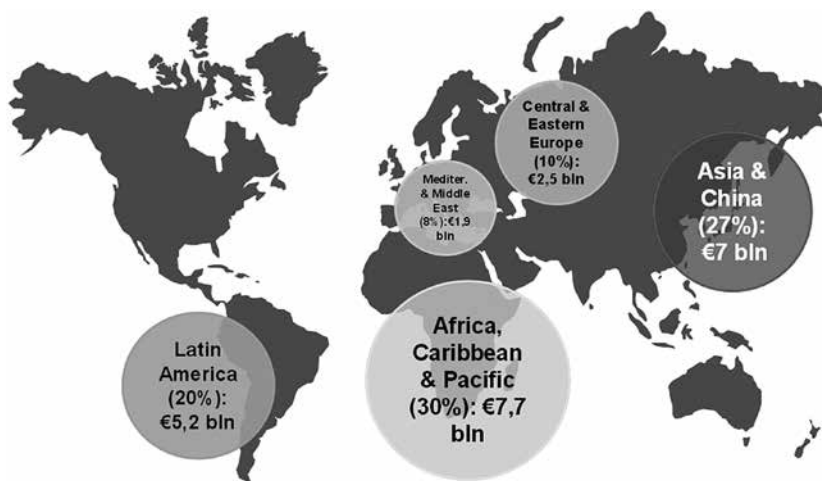 Central &
Eastern
Europe
(10%):
€2,5 bln
Mediter.
& Middle
East
(8%):€1,9
bln
Asia &
China
(27%):
€7 bln
Latin
America
(20%):
€5,2 bln
Africa,
Caribbean
& Pacific
(30%): €7,7
bln